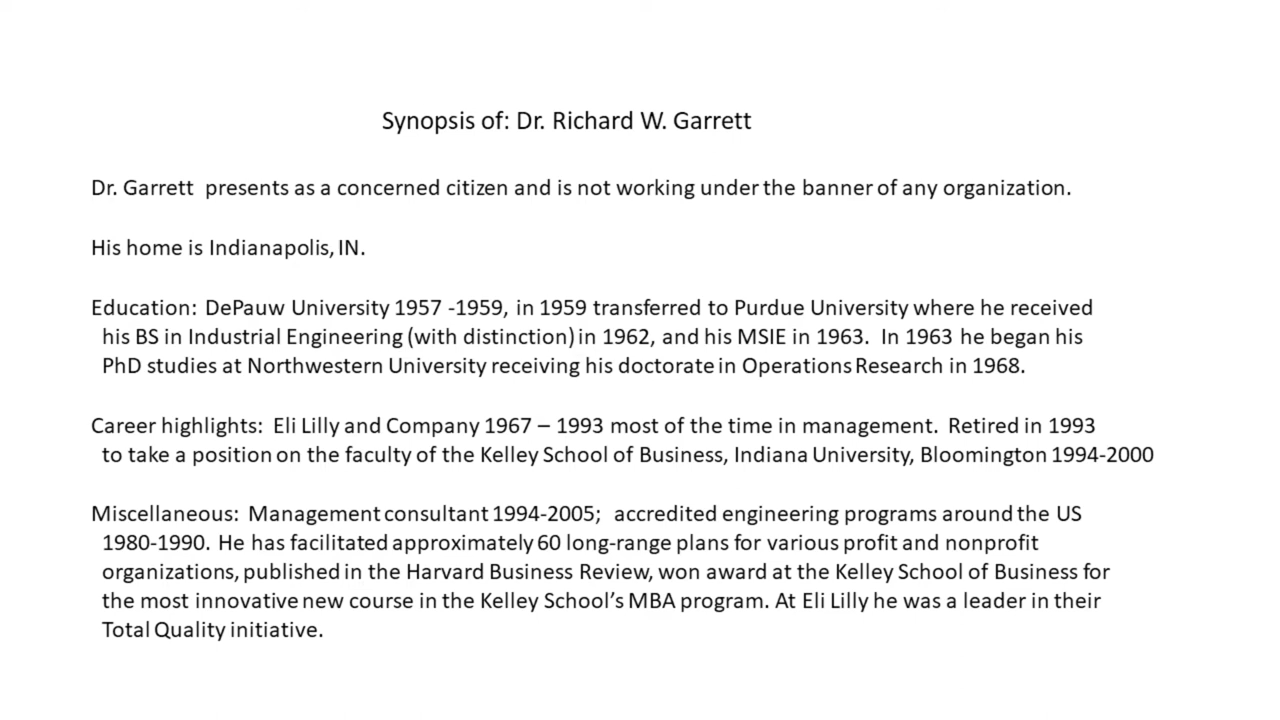 Synopsis of: Dr. Richard W. Garrett
Dr. Garrett presents as a concerned citizen and is not working under the banner of any organization.
His home is Indianapolis, IN.
Education: DePauw University 1957 -1959, in 1959 transferred to Purdue University where he received
his BS in Industrial Engineering (with distinction) in 1962, and his MSIE in 1963. In 1963 he began his
PhD studies at Northwestern University receiving his doctorate in Operations Research in 1968.
Career highlights: Eli Lilly and Company 1967 – 1993 most of the time in management. Retired in 1993
to take a position on the faculty of the Kelley School of Business, Indiana University, Bloomington 1994-2000
Miscellaneous: Management consultant 1994-2005; accredited engineering programs around the US
1980-1990. He has facilitated approximately 60 long-range plans for various profit and nonprofit
organizations, published in the Harvard Business Review, won award at the Kelley School of Business for
the most innovative new course in the Kelley School’s MBA program. At Eli Lilly he was a leader in their
Total Quality initiative.